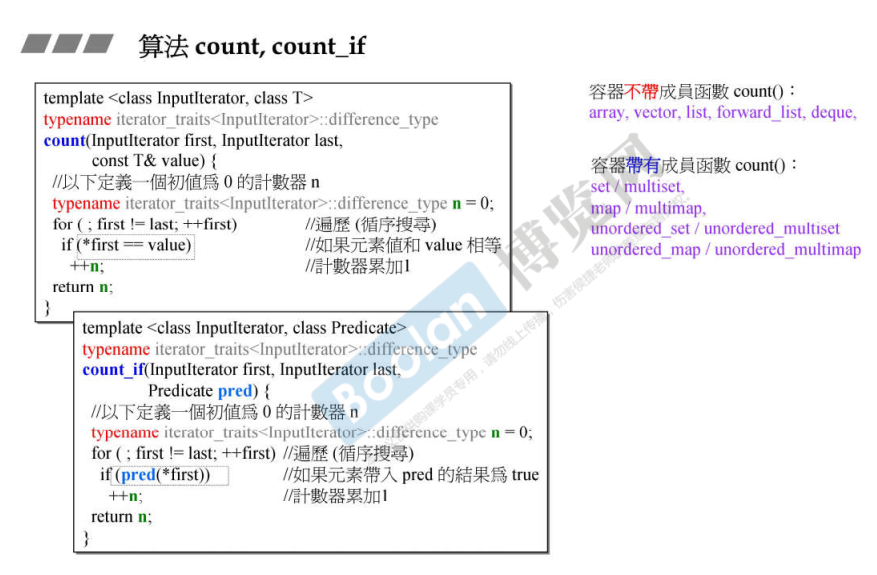 算法 count, count_if
template <class InputIterator, class T>
typename iterator_traits<InputIterator>::difference_type
count(InputIterator first, InputIterator last,
const T& value) {
//以下定義一個初值爲 0 的計數器 n
typename iterator_traits<InputIterator>::difference_type n = 0;
for ( ; first != last; ++first) //遍歷 (循序搜尋)
if (*first == value) //如果元素值和 value 相等
++n; //計數器累加1
return n;
}
template <class InputIterator, class Predicate>
typename iterator_traits<InputIterator>::difference_type
count_if(InputIterator first, InputIterator last,
Predicate pred) {
//以下定義一個初值爲 0 的計數器 n
typename iterator_traits<InputIterator>::difference_type n = 0;
for ( ; first != last; ++first) //遍歷 (循序搜尋)
if (pred(*first)) //如果元素帶入 pred 的結果爲 true
++n; //計數器累加1
return n;
}
容器不帶成員函數 count()：
array, vector, list, forward_list, deque,
容器帶有成員函數 count()：
set / multiset,
map / multimap,
unordered_set / unordered_multiset
unordered_map / unordered_multimap
Boolan 博览网